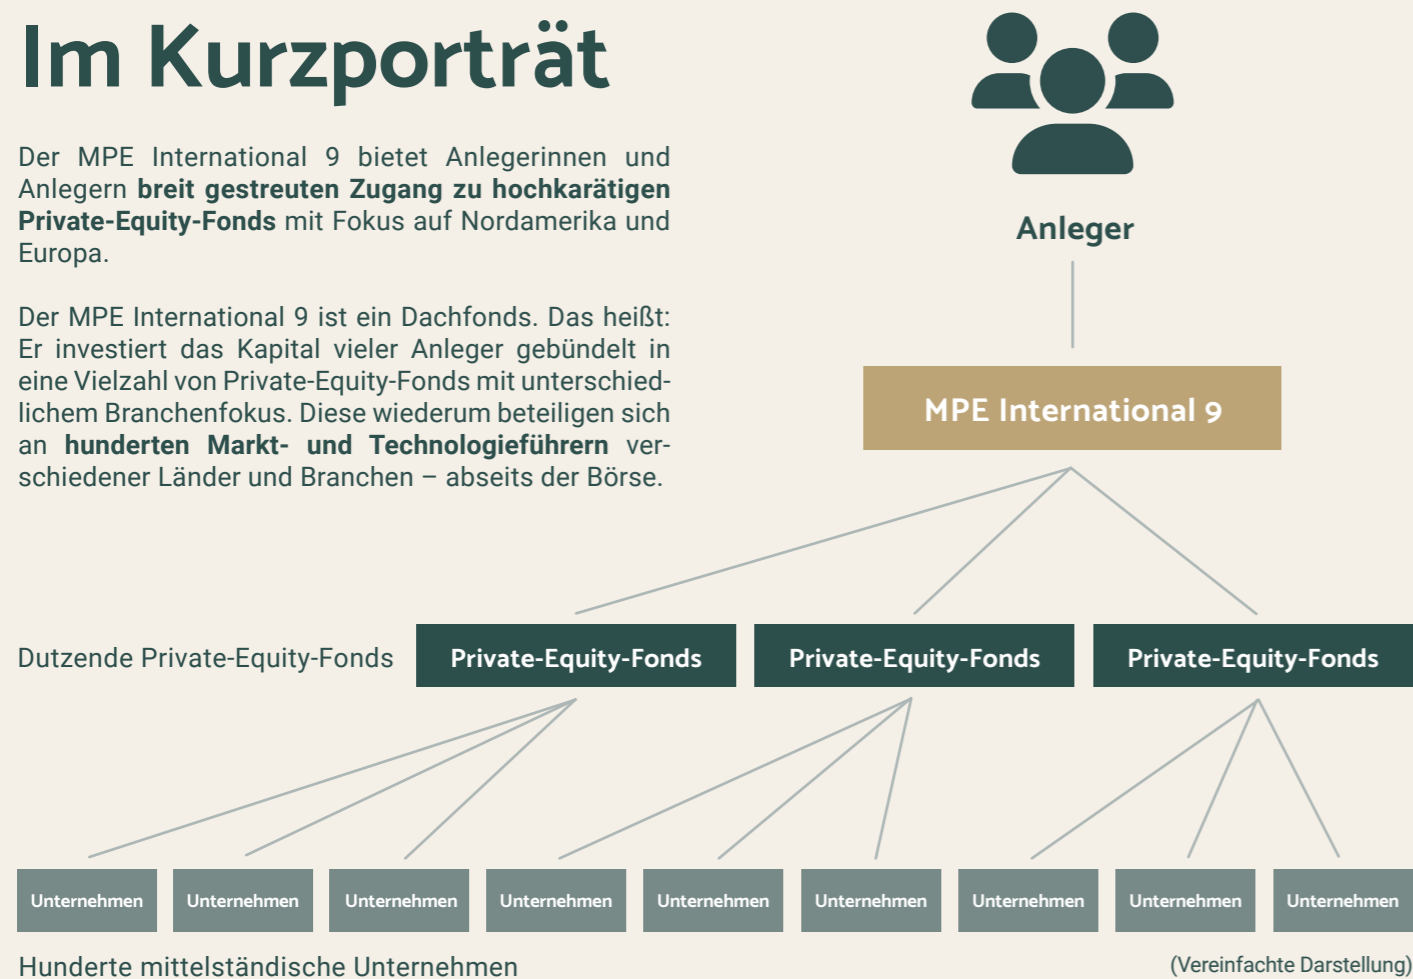 Im Kurzporträt
Der MPE International 9 bietet Anlegerinnen und
Anlegern breit gestreuten Zugang zu hochkarätigen
Private-Equity-Fonds mit Fokus auf Nordamerika und
Europa.
Der MPE International 9 ist ein Dachfonds. Das heißt:
Er investiert das Kapital vieler Anleger gebündelt in
eine Vielzahl von Private-Equity-Fonds mit unterschied-
lichem Branchenfokus. Diese wiederum beteiligen sich
an hunderten Markt- und Technologieführern ver-
schiedener Länder und Branchen – abseits der Börse.
Anleger
MPE International 9
Dutzende Private-Equity-Fonds
Private-Equity-Fonds
Private-Equity-Fonds
Private-Equity-Fonds
Unternehmen
Unternehmen
Unternehmen
Unternehmen
Unternehmen
Unternehmen
Unternehmen
Unternehmen
Unternehmen
Hunderte mittelständische Unternehmen
(Vereinfachte Darstellung)